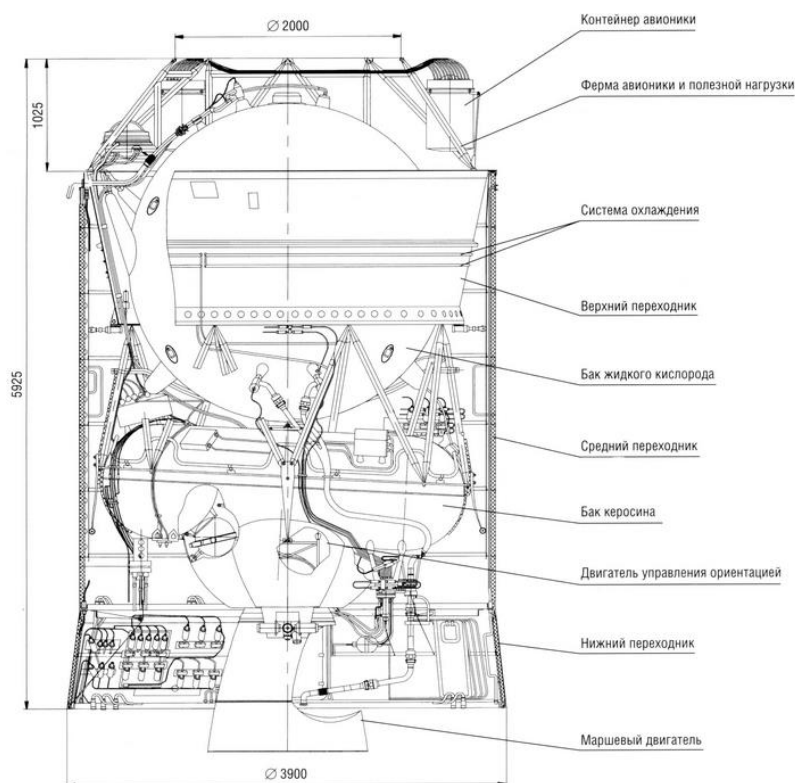 Ø 2000
Контейнер авионики
Ферма авионики и полезной нагрузки
1025
Система охлаждения
Верхний переходник
Бак жидкого кислорода
5925
Средний переходник
Бак керосина
Двигатель управления ориентацией
Нижний переходник
Маршевый двигатель
Ø 3900